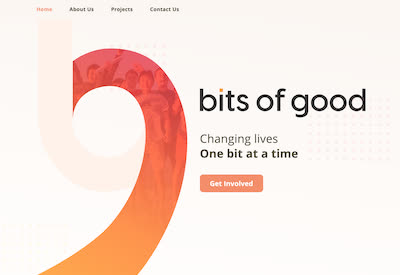 Home About Us Projects Contact Us
bits of good
Changing lives
One bit at a time
Get Involved